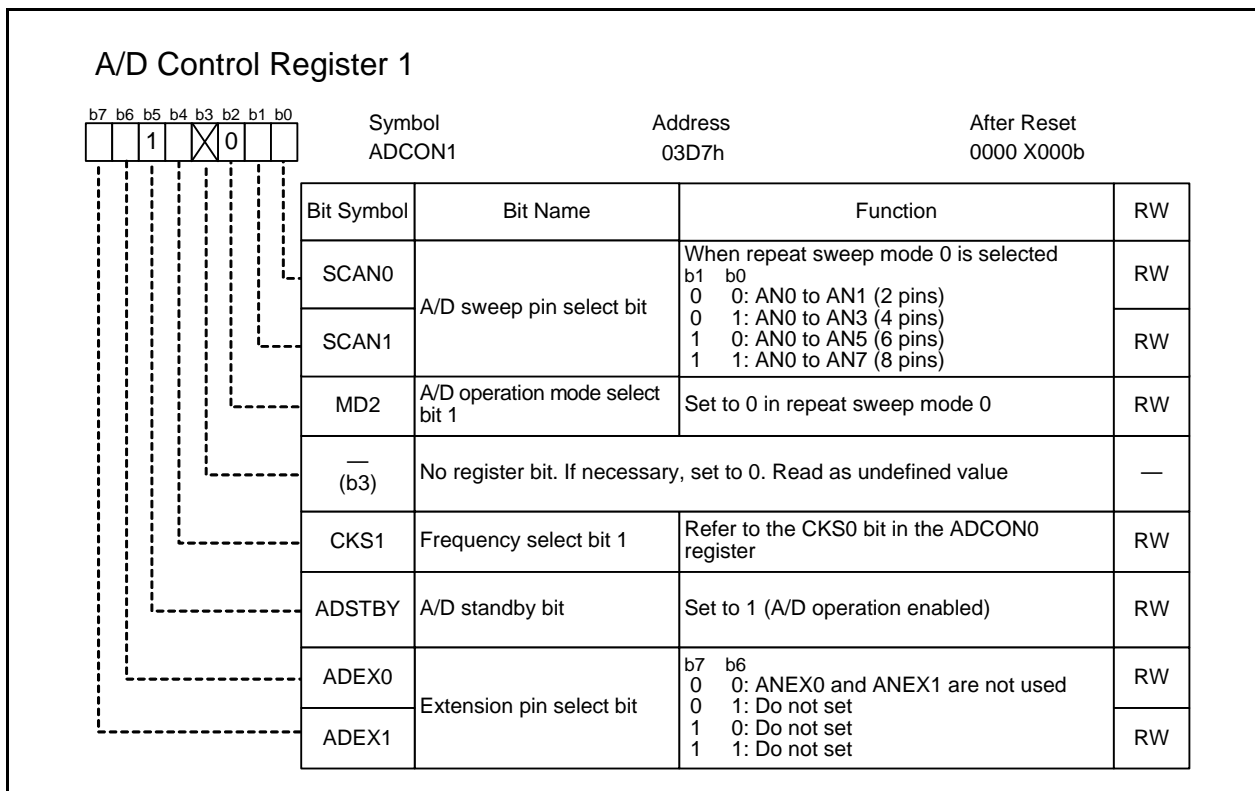 A/D Control Register 1
b7 b6 b5 b4 b3 b2 b1 b0
1 0
Symbol Address After Reset
ADCON1 03D7h 0000 X000b
Bit Symbol Bit Name Function RW
SCAN0
SCAN1
A/D sweep pin select bit
When repeat sweep mode 0 is selected
b1 b0
0 0: AN0 to AN1 (2 pins)
0 1: AN0 to AN3 (4 pins)
1 0: AN0 to AN5 (6 pins)
1 1: AN0 to AN7 (8 pins)
RW
RW
MD2
A/D operation mode select
bit 1
Set to 0 in repeat sweep mode 0
RW
—
(b3)
No register bit. If necessary, set to 0. Read as undefined value
—
CKS1
Frequency select bit 1
Refer to the CKS0 bit in the ADCON0
register
RW
ADSTBY
A/D standby bit
Set to 1 (A/D operation enabled)
RW
ADEX0
ADEX1
Extension pin select bit
b7 b6
0 0: ANEX0 and ANEX1 are not used
0 1: Do not set
1 0: Do not set
1 1: Do not set
RW
RW